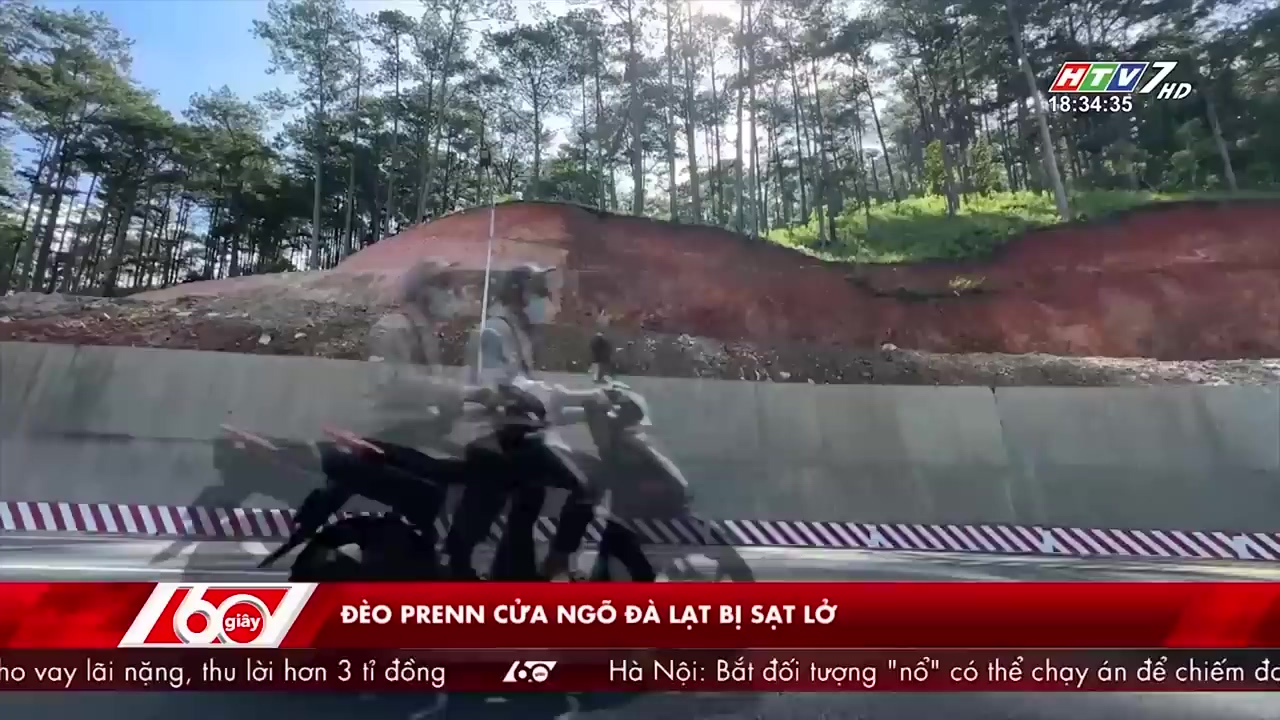 HTV7 HD
18:34:35
60 giây
ĐÈO PRENN CỬA NGÕ ĐÀ LẠT BỊ SẠT LỞ
ho vay lãi nặng, thu lời hơn 3 tỉ đồng 60 Hà Nội: Bắt đối tượng "nổ" có thể chạy án để chiếm